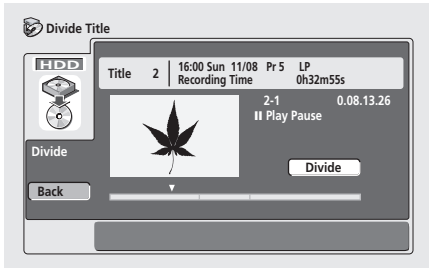 Divide Title
HDD
Title 2 16:00 Sun 11/08 Pr 5 LP
Recording Time 0h32m55s
2-1 0.08.13.26
Play Pause
Divide
Divide
Back